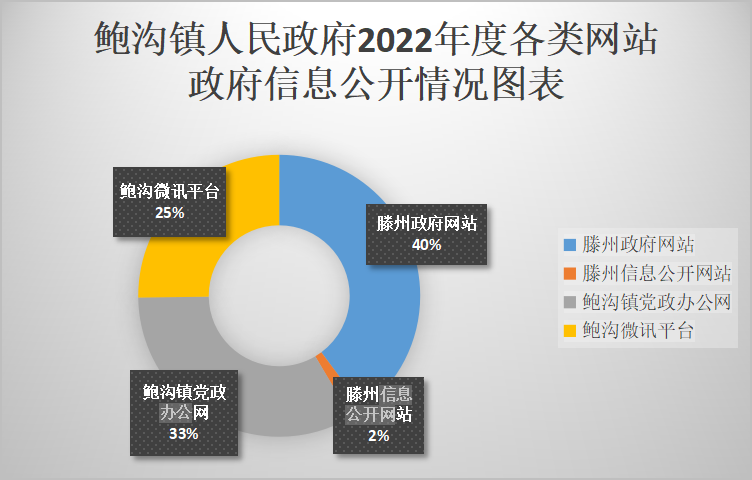 鲍沟镇人民政府2022年度各类网站
政府信息公开情况图表
鲍沟微讯平台
25%
滕州政府网站
40%
鲍沟镇党政
办公网
33%
滕州信息
公开网站
2%
滕州政府网站
滕州信息公开网站
鲍沟镇党政办公网
鲍沟微讯平台